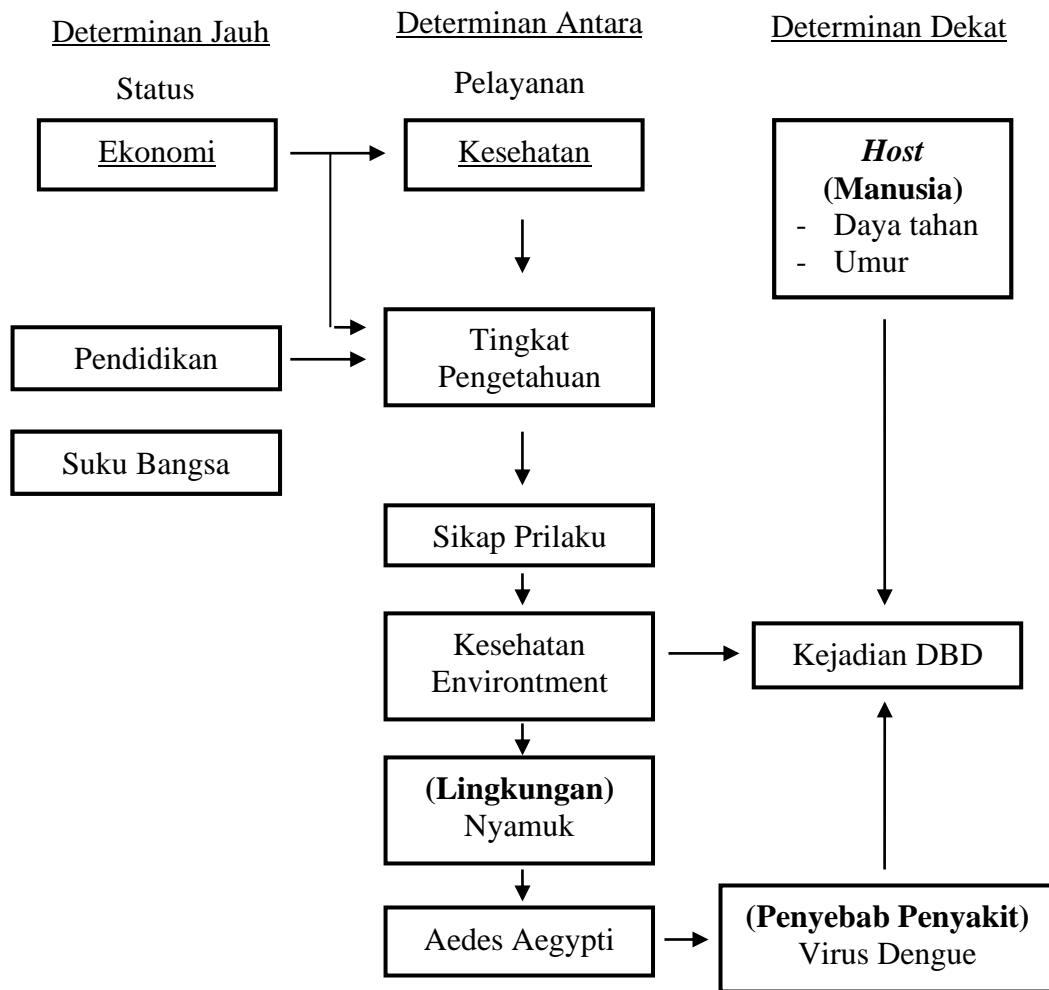 Determinan Jauh
Determinan Antara
Determinan Dekat
Status
Pelayanan
Ekonomi
Kesehatan
Host
(Manusia)
- Daya tahan
- Umur
Pendidikan
Tingkat
Pengetahuan
Suku Bangsa
Sikap Prilaku
Kesehatan
Environtment
Kejadian DBD
(Lingkungan)
Nyamuk
Aedes Aegypti
(Penyebab Penyakit)
Virus Dengue